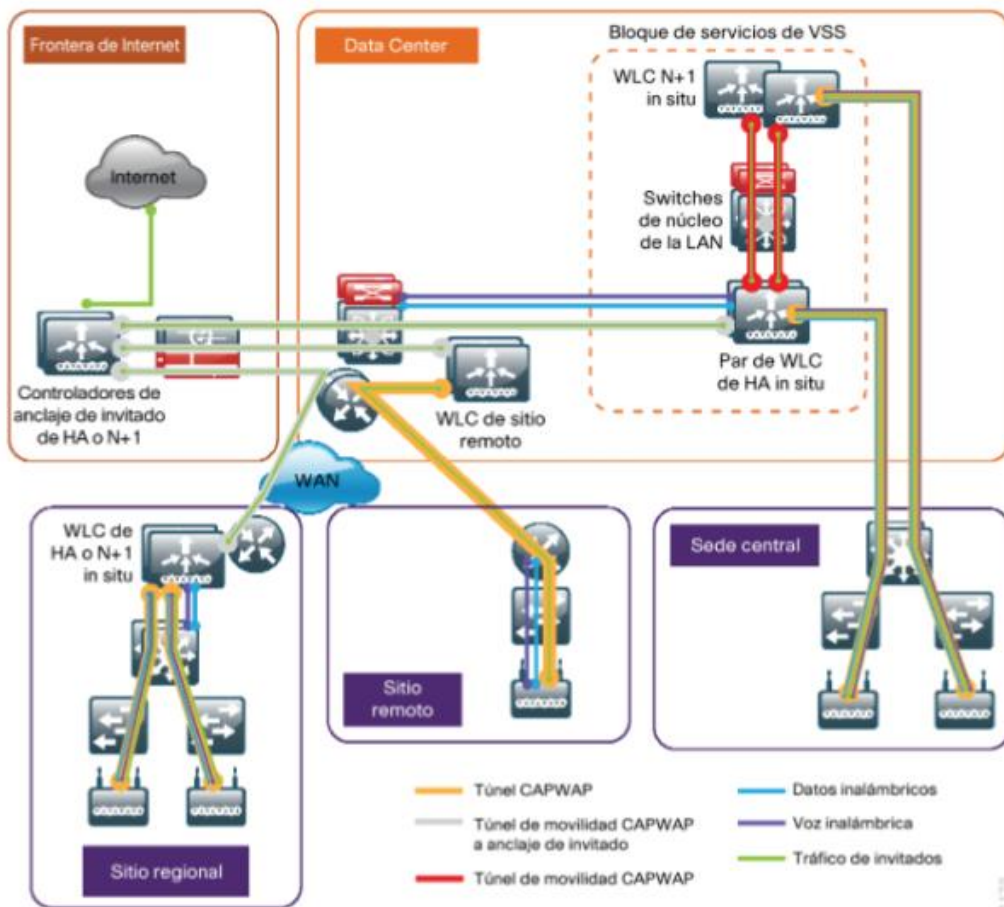 Frontera de Internet
Data Center
Bloque de servicios de VSS
WLC N+1
in situ
Internet
Switches
de núcleo
de la LAN
Controladores de
anclaje de invitado
de HA o N+1
WLC de sitio
remoto
Par de WLC
de HA in situ
WAN
WLC de
HA o N+1
in situ
Sede central
Sitio
remoto
Sitio regional
Túnel CAPWAP
Túnel de movilidad CAPWAP
a anclaje de invitado
Túnel de movilidad CAPWAP
Datos inalámbricos
Voz inalámbrica
Tráfico de invitados